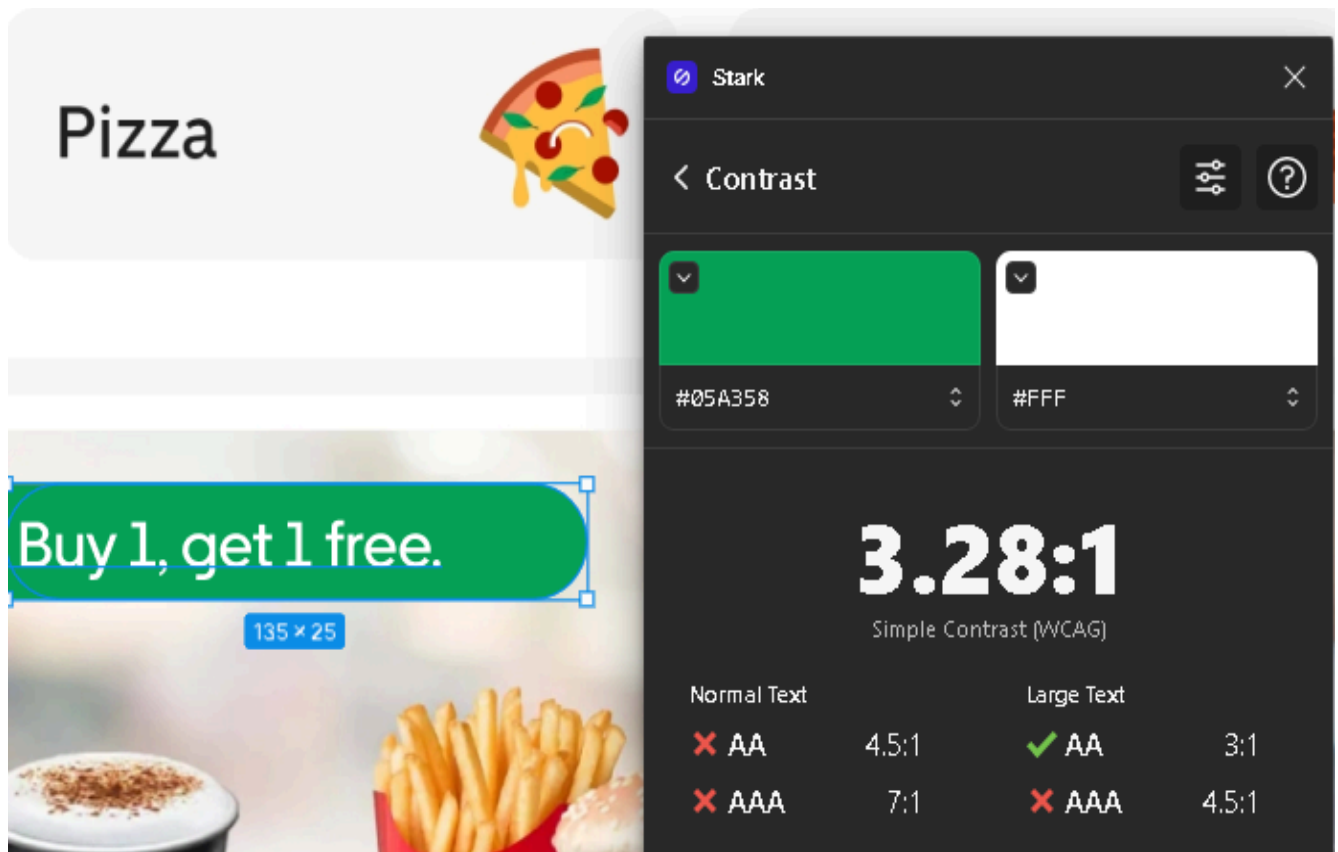 Pizza
Buy 1, get 1 free.
135 × 25
Stark
Contrast
#05A358
#FFF
3.28:1
Simple Contrast (WCAG)
Normal Text
Large Text
AA 4.5:1
AA 3:1
AAA 7:1
AAA 4.5:1